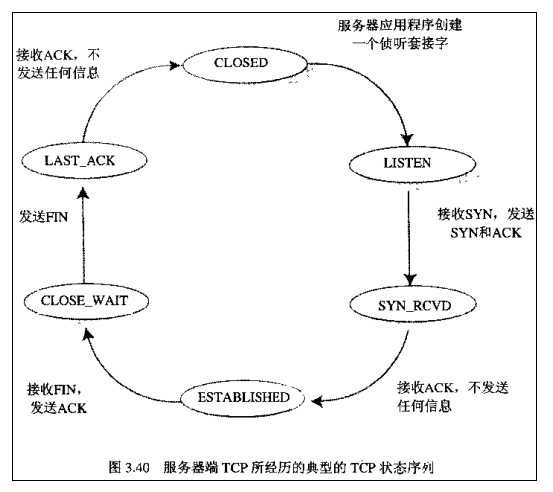 服务器应用程序创建
一个侦听套接字
接收ACK，不
发送任何信息
CLOSED
LAST_ACK
LISTEN
发送FIN
接收SYN，发送
SYN和ACK
CLOSE_WAIT
SYN_RCVD
接收FIN，
发送ACK
ESTABLISHED
接收ACK，不发送
任何信息
图 3.40 服务器端 TCP 所经历的典型的 TCP 状态序列